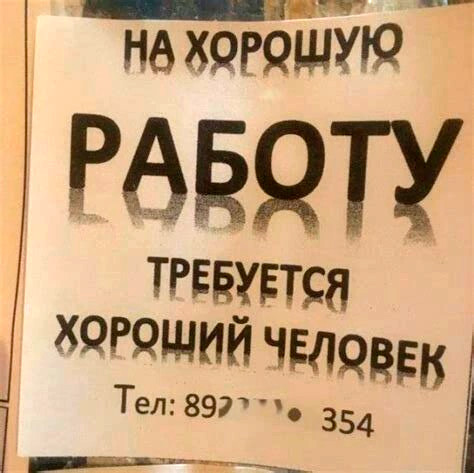 НА ХОРОШУЮ
РАБОТУ
ТРЕБУЕТСЯ
ХОРОШИЙ ЧЕЛОВЕК
Тел: 89 354